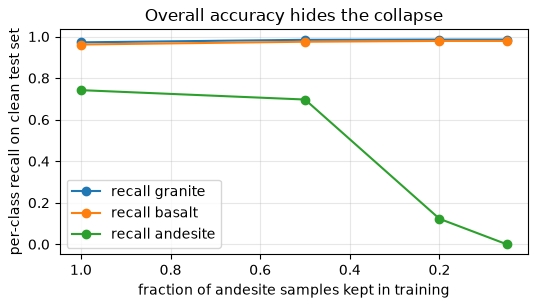 Overall accuracy hides the collapse
per-class recall on clean test set
1.0
0.8
0.6
0.4
0.2
0.0
recall granite
recall basalt
recall andesite
1.0 0.8 0.6 0.4 0.2
fraction of andesite samples kept in training